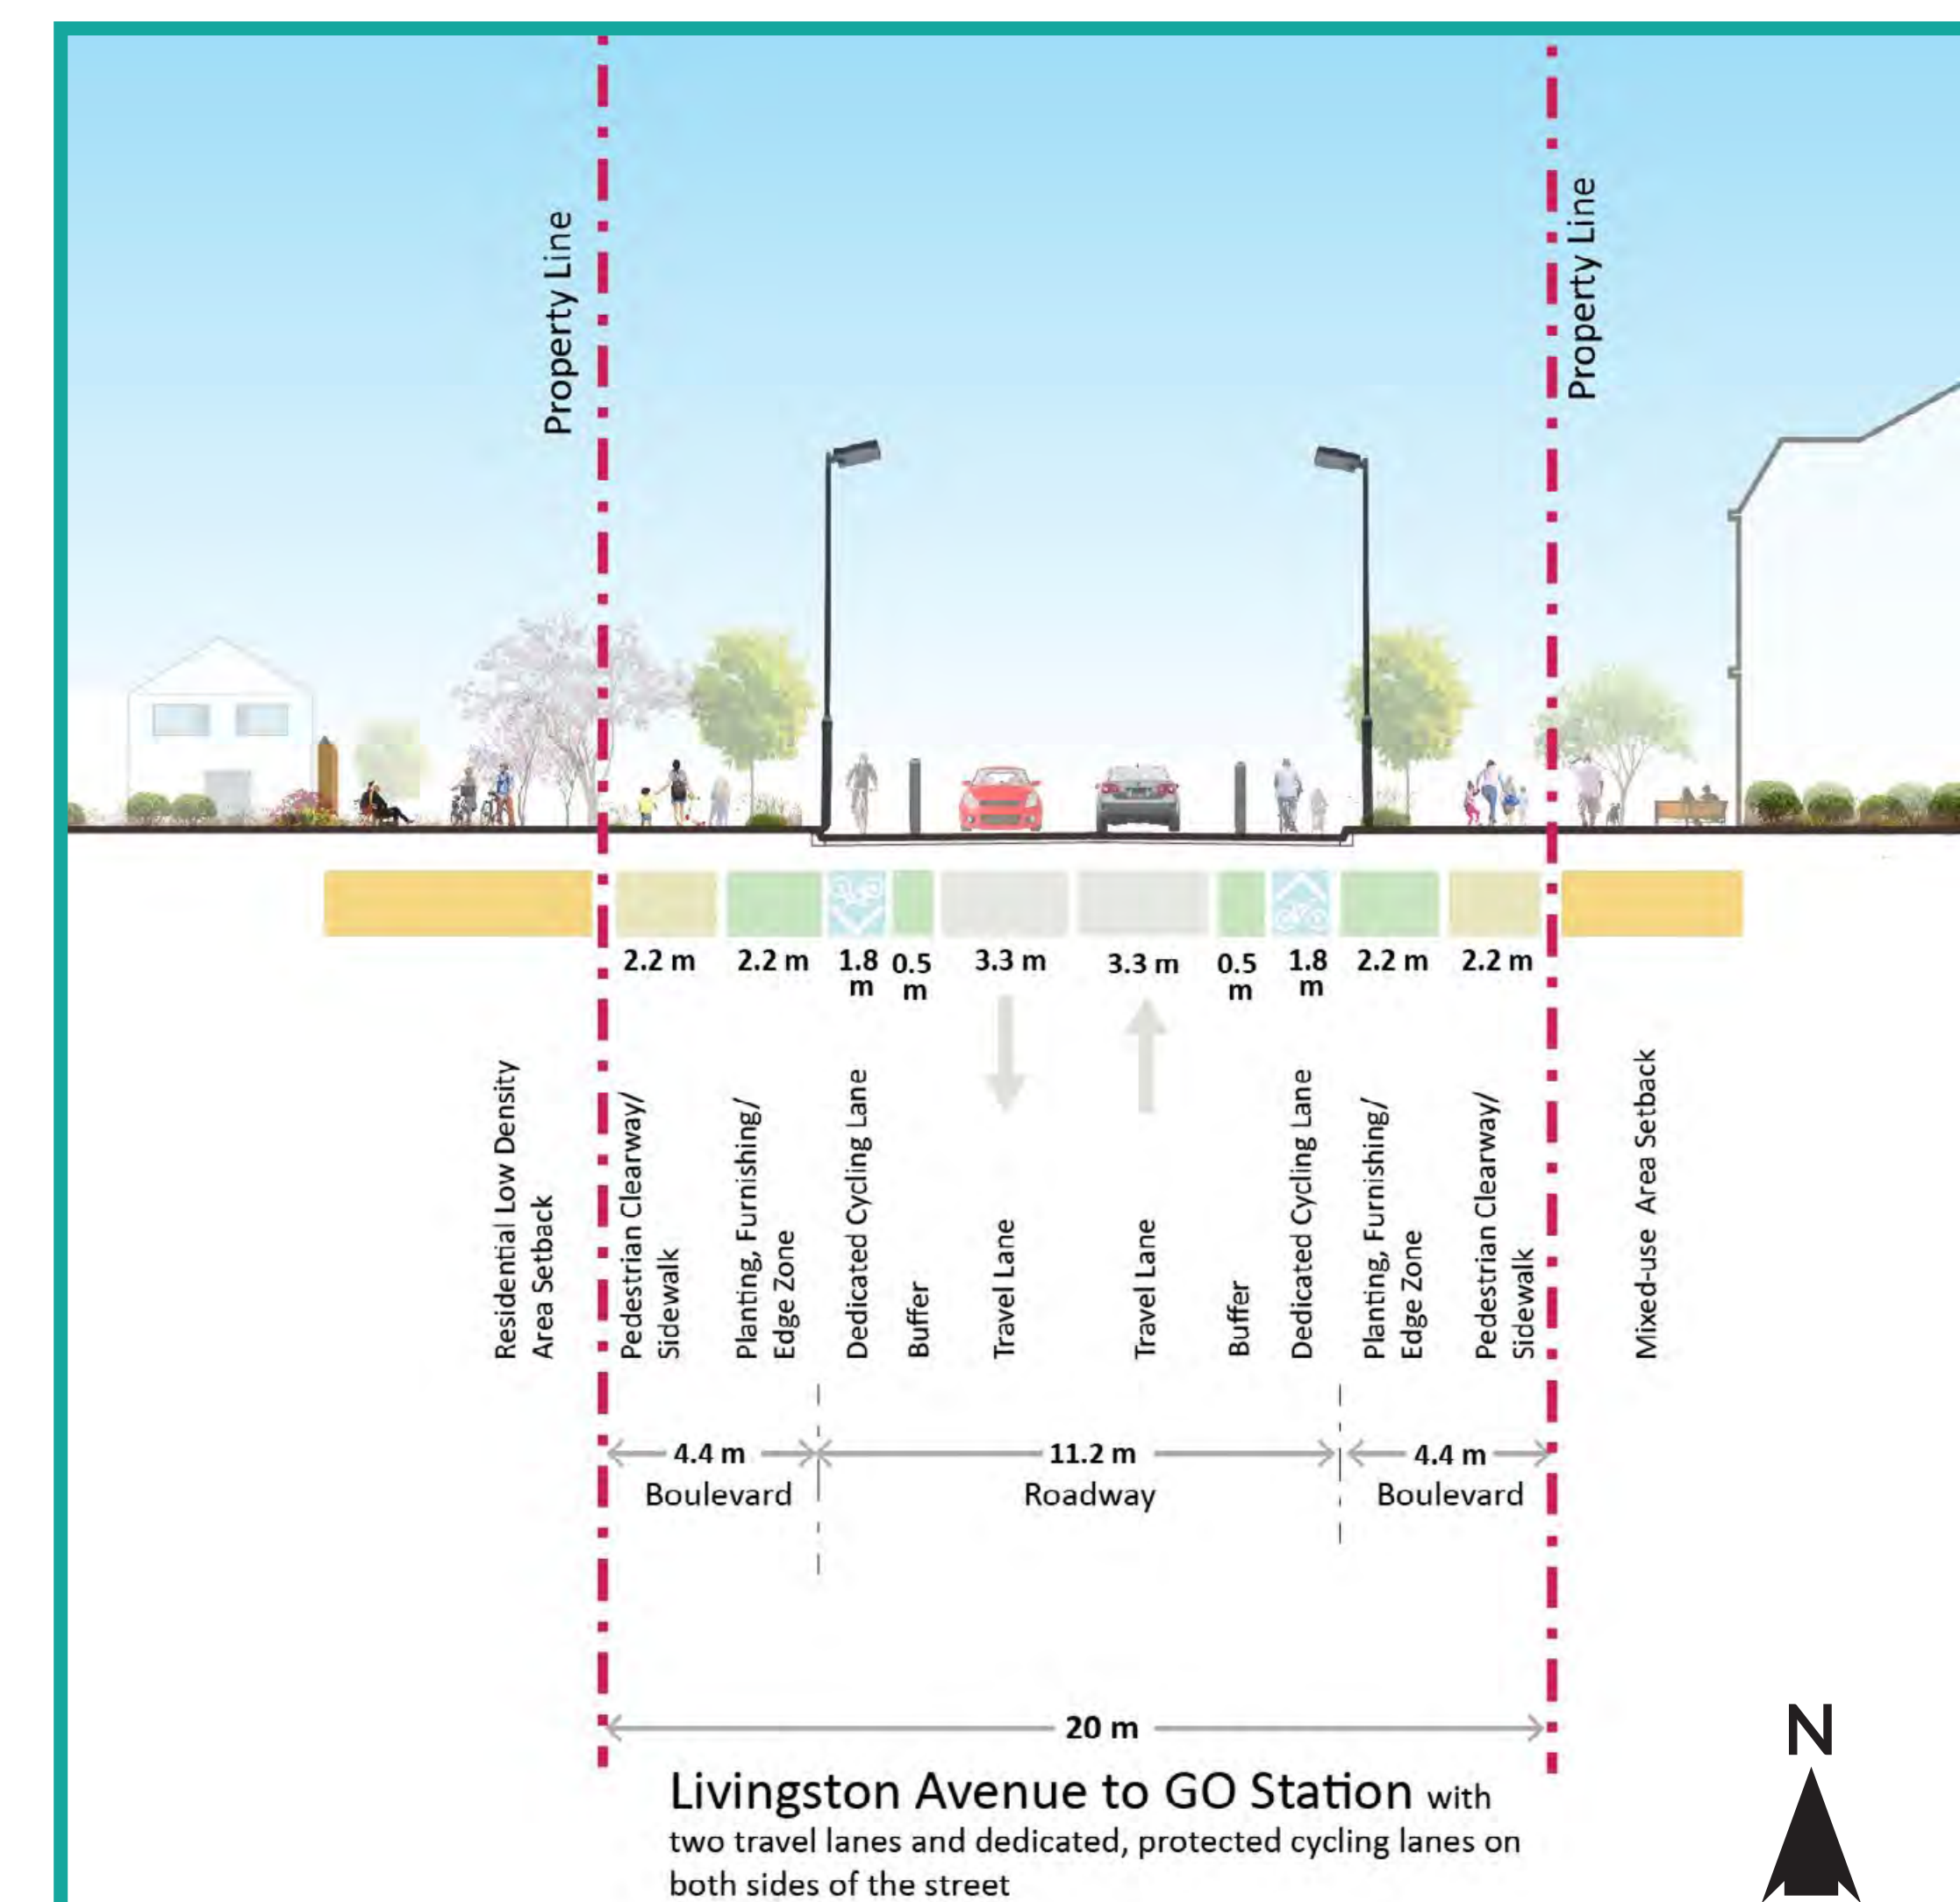 Property Line
Property Line
2.2 m
2.2 m
1.8
m
0.5
m
3.3 m
3.3 m
0.5
m
1.8
m
2.2 m
2.2 m
Residential Low Density
Area Setback
Pedestrian Clearway/
Sidewalk
Planting, Furnishing/
Edge Zone
Dedicated Cycling Lane
Buffer
Travel Lane
Travel Lane
Buffer
Dedicated Cycling Lane
Planting, Furnishing/
Edge Zone
Pedestrian Clearway/
Sidewalk
Mixed-use Area Setback
4.4 m
Boulevard
11.2 m
Roadway
4.4 m
Boulevard
20 m
Livingston Avenue to GO Station with
two travel lanes and dedicated, protected cycling lanes on
both sides of the street
N